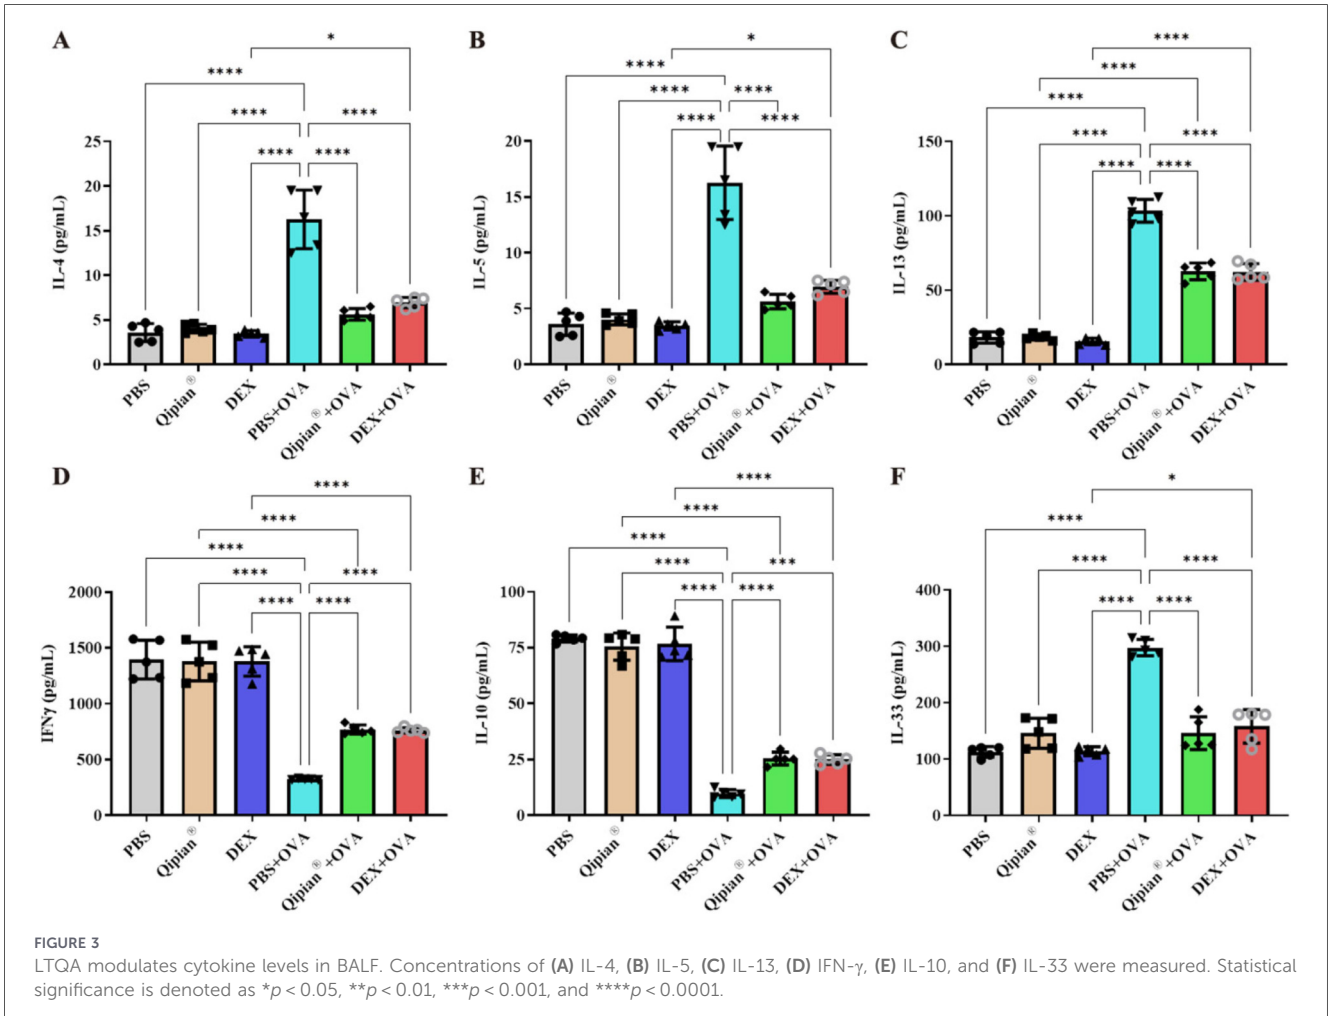 A
*
****
****
****
****
****
25
20
15
10
5
0
IL-4 (pg/mL)
PBS
Qipian®
DEX
PBS+OVA
Qipian®+OVA
DEX+OVA
B
*
****
****
****
****
****
20
15
10
5
0
IL-5 (pg/mL)
PBS
Qipian®
DEX
PBS+OVA
Qipian®+OVA
DEX+OVA
C
****
****
****
****
****
****
****
150
100
50
0
IL-13 (pg/mL)
PBS
Qipian®
DEX
PBS+OVA
Qipian®+OVA
DEX+OVA
D
****
****
****
****
****
****
****
2000
1500
1000
500
0
IFNγ (pg/mL)
PBS
Qipian®
DEX
PBS+OVA
Qipian®+OVA
DEX+OVA
E
****
****
****
****
***
****
****
100
75
50
25
0
IL-10 (pg/mL)
PBS
Qipian®
DEX
PBS+OVA
Qipian®+OVA
DEX+OVA
F
*
****
****
****
****
****
400
300
200
100
0
IL-33 (pg/mL)
PBS
Qipian®
DEX
PBS+OVA
Qipian®+OVA
DEX+OVA
FIGURE 3
LTQA modulates cytokine levels in BALF. Concentrations of (A) IL-4, (B) IL-5, (C) IL-13, (D) IFN-γ, (E) IL-10, and (F) IL-33 were measured. Statistical
significance is denoted as *p < 0.05, **p < 0.01, ***p < 0.001, and ****p < 0.0001.